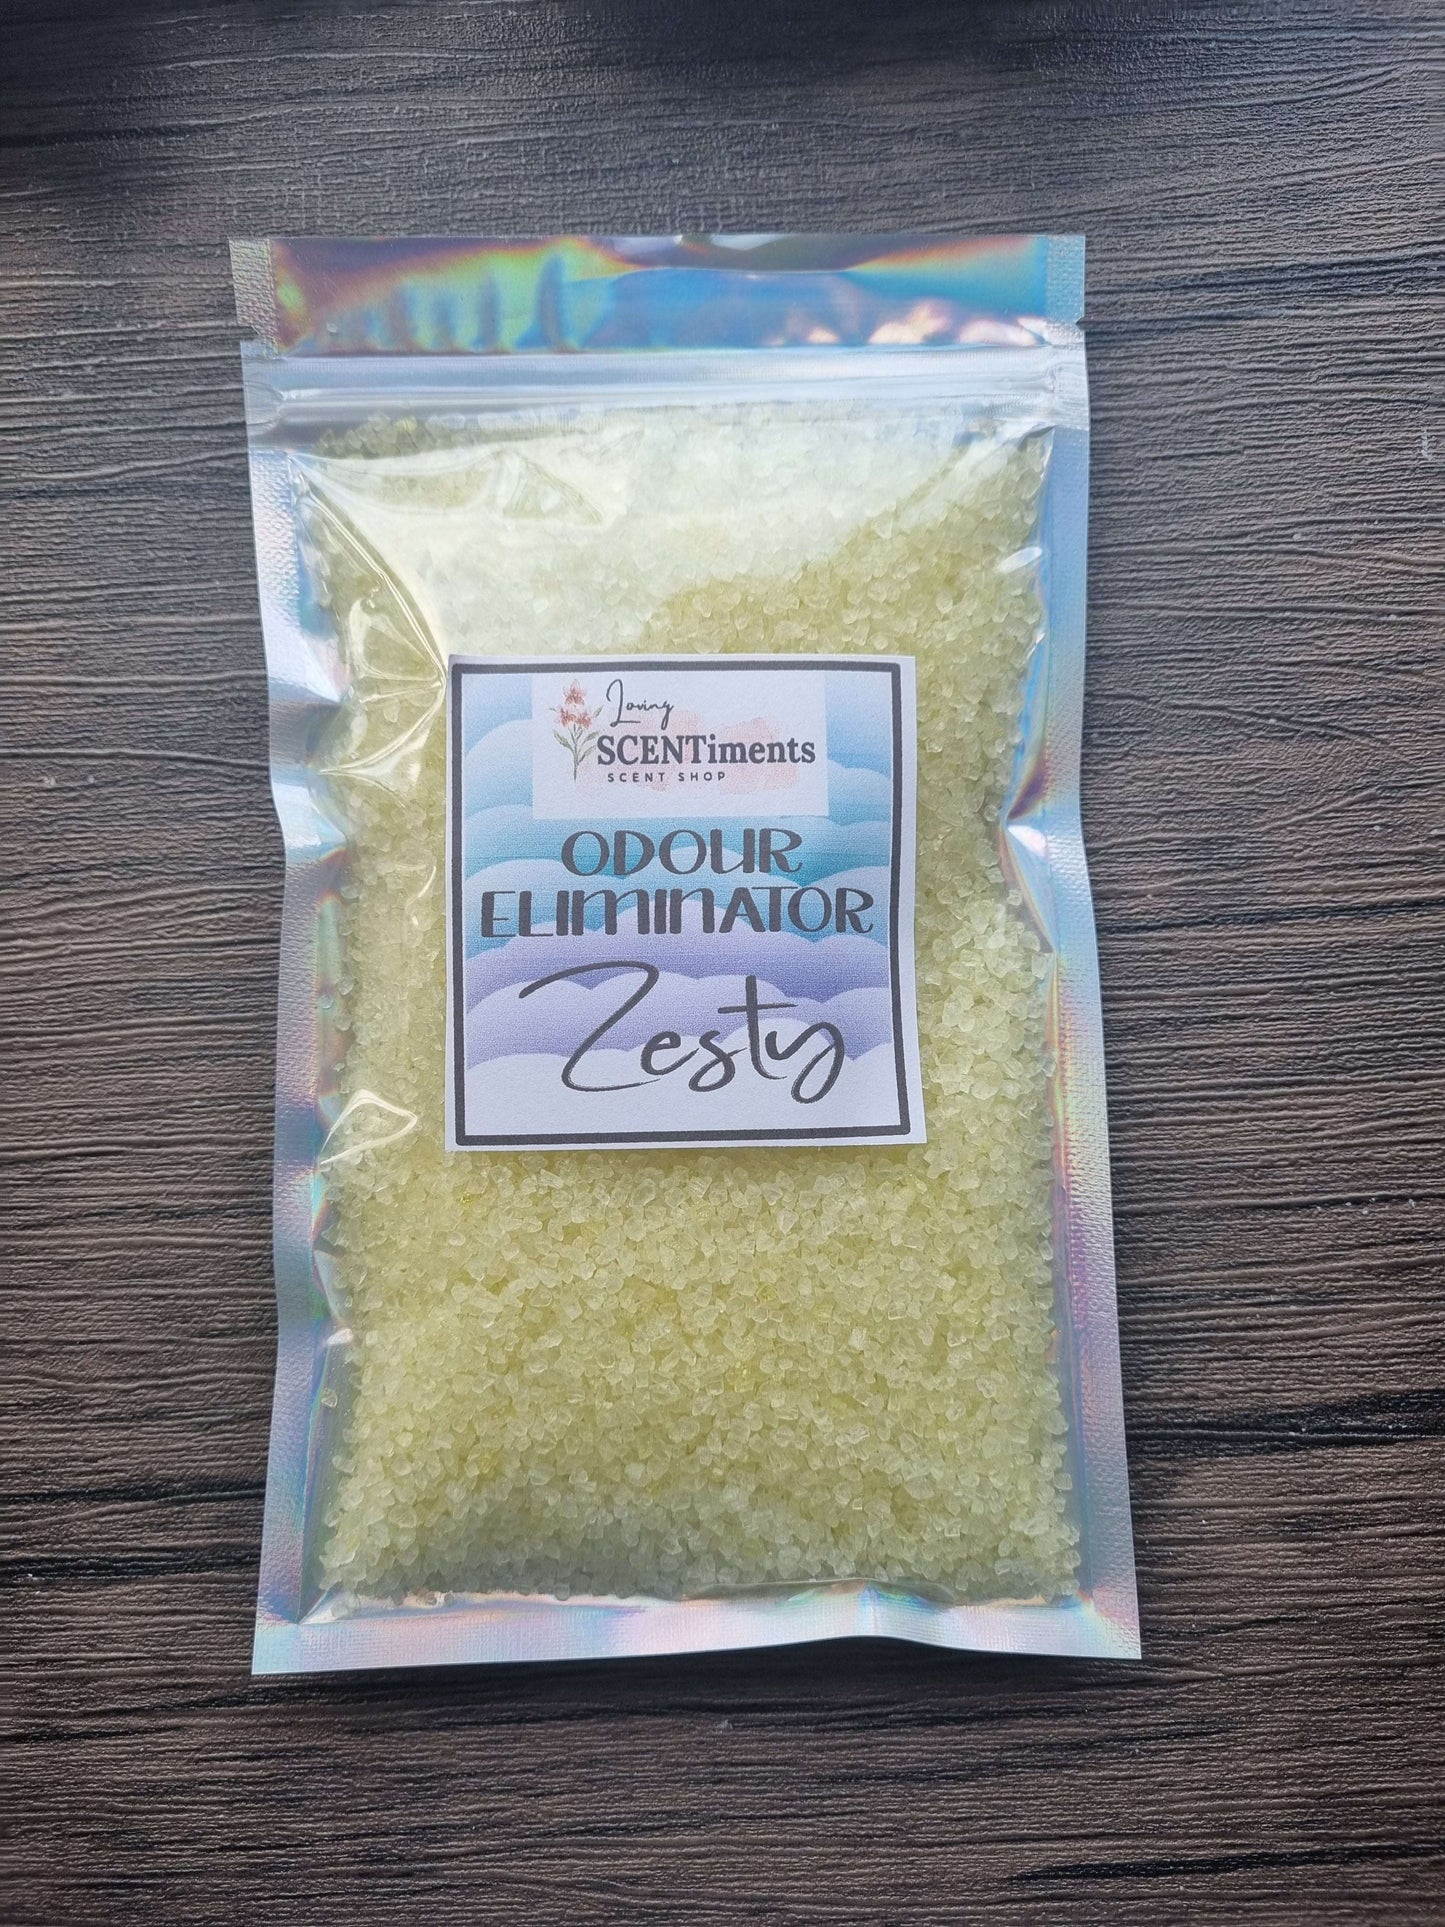 Loving
SCENTiments
SCENT SHOP
ODOUR
ELIMINATOR
Zesty